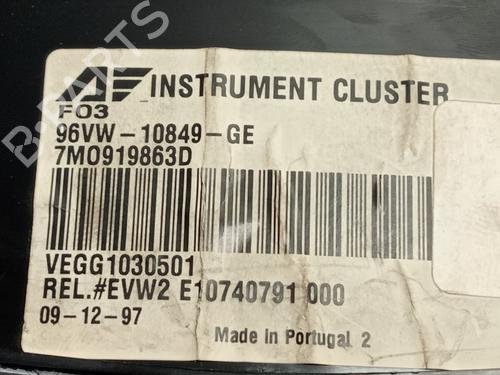 INSTRUMENT CLUSTER
F03
96VW-10849-GE
7M0919863D
VEGG1030501
REL.#EVW2 E10740791 000
09-12-97
Made in Portugal 2
B-PARTS